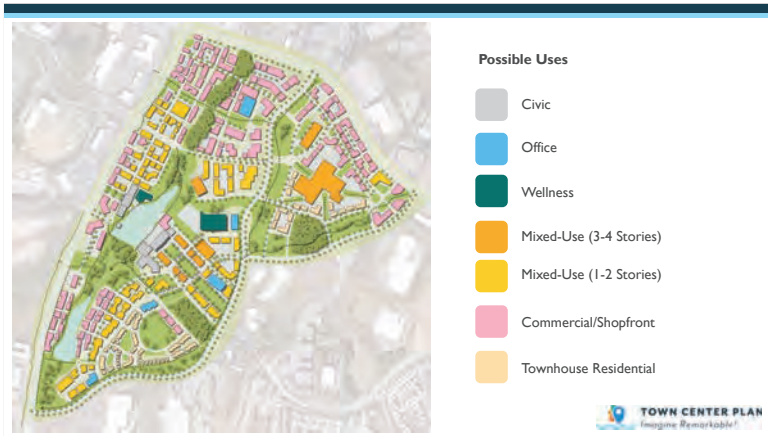 Possible Uses
Civic
Office
Wellness
Mixed-Use (3-4 Stories)
Mixed-Use (1-2 Stories)
Commercial/Shopfront
Townhouse Residential
TOWN CENTER PLAN
Imagine Remarkable!